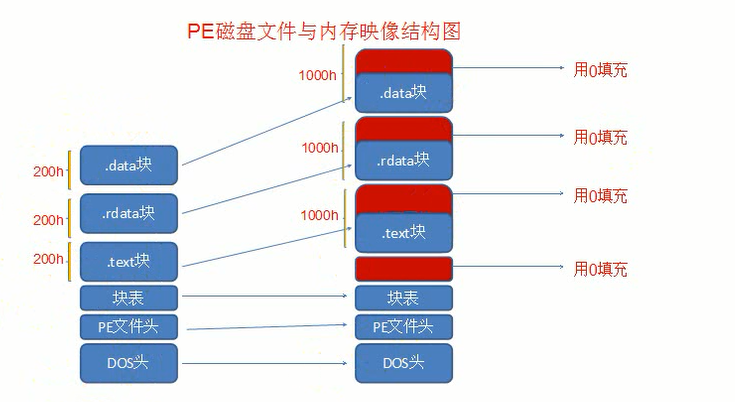 PE磁盘文件与内存映像结构图
1000h
.data块
用0填充
1000h
.rdata块
用0填充
1000h
.text块
用0填充
用0填充
200h
.data块
200h
.rdata块
200h
.text块
块表
块表
PE文件头
PE文件头
DOS头
DOS头